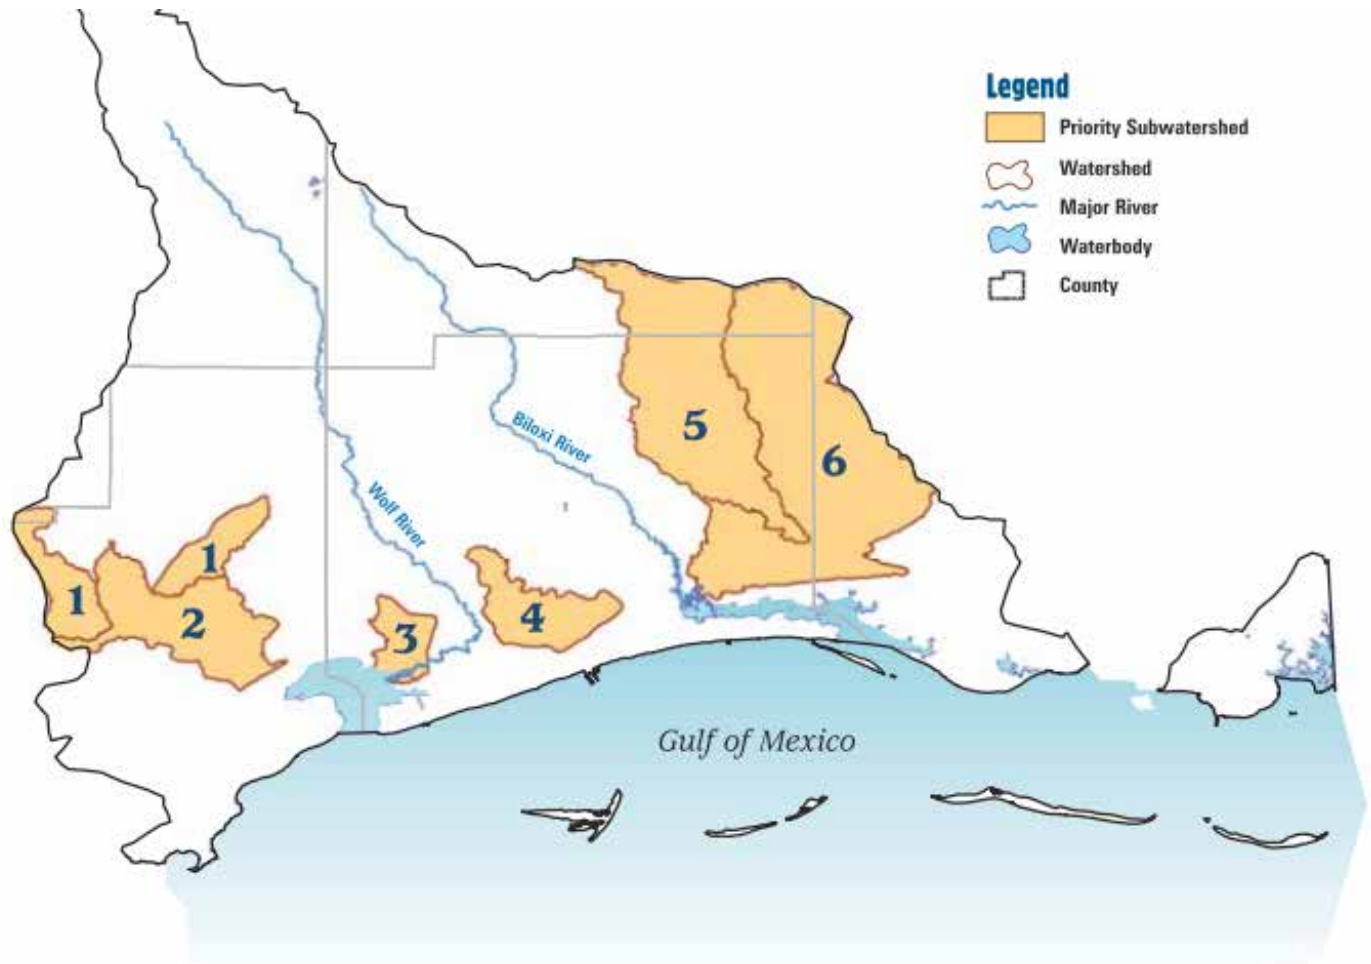 Legend
Priority Subwatershed
Watershed
Major River
Waterbody
County
5
Biloxi River
6
Wolf River
1
1
2
3
4
Gulf of Mexico